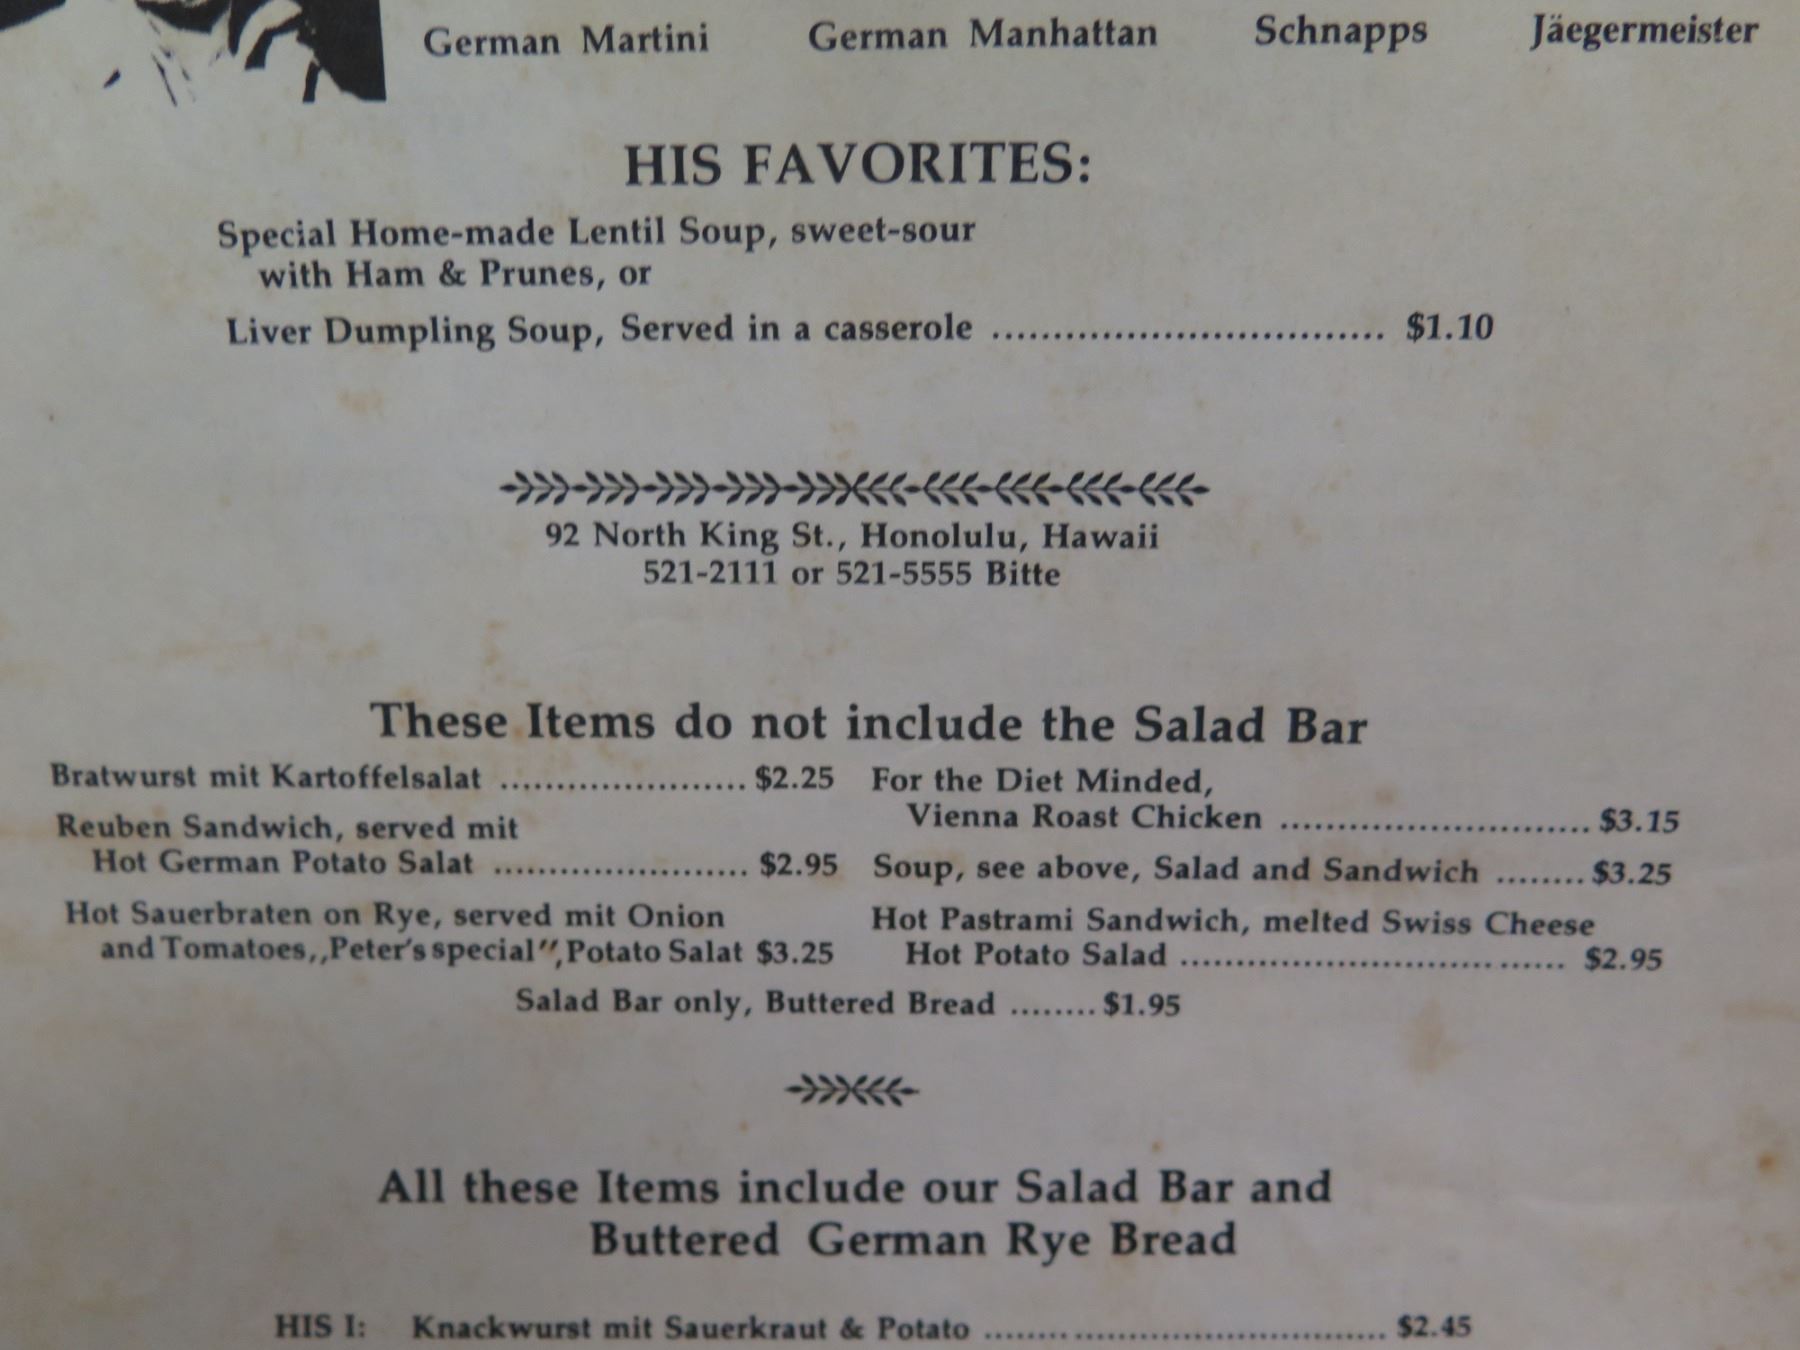 German Martini German Manhattan Schnapps Jäegermeister
HIS FAVORITES:
Special Home-made Lentil Soup, sweet-sour
with Ham & Prunes, or
Liver Dumpling Soup, Served in a casserole ................................ $1.10
92 North King St., Honolulu, Hawaii
521-2111 or 521-5555 Bitte
These Items do not include the Salad Bar
Bratwurst mit Kartoffelsalat ...................... $2.25
Reuben Sandwich, served mit
Hot German Potato Salat ....................... $2.95
Hot Sauerbraten on Rye, served mit Onion
and Tomatoes,,,Peter's special", Potato Salat $3.25
For the Diet Minded,
Vienna Roast Chicken ............................ $3.15
Soup, see above, Salad and Sandwich ........ $3.25
Hot Pastrami Sandwich, melted Swiss Cheese
Hot Potato Salad ................................... $2.95
Salad Bar only, Buttered Bread ........ $1.95
All these Items include our Salad Bar and
Buttered German Rye Bread
HIS I: Knackwurst mit Sauerkraut & Potato ....................................... $2.45